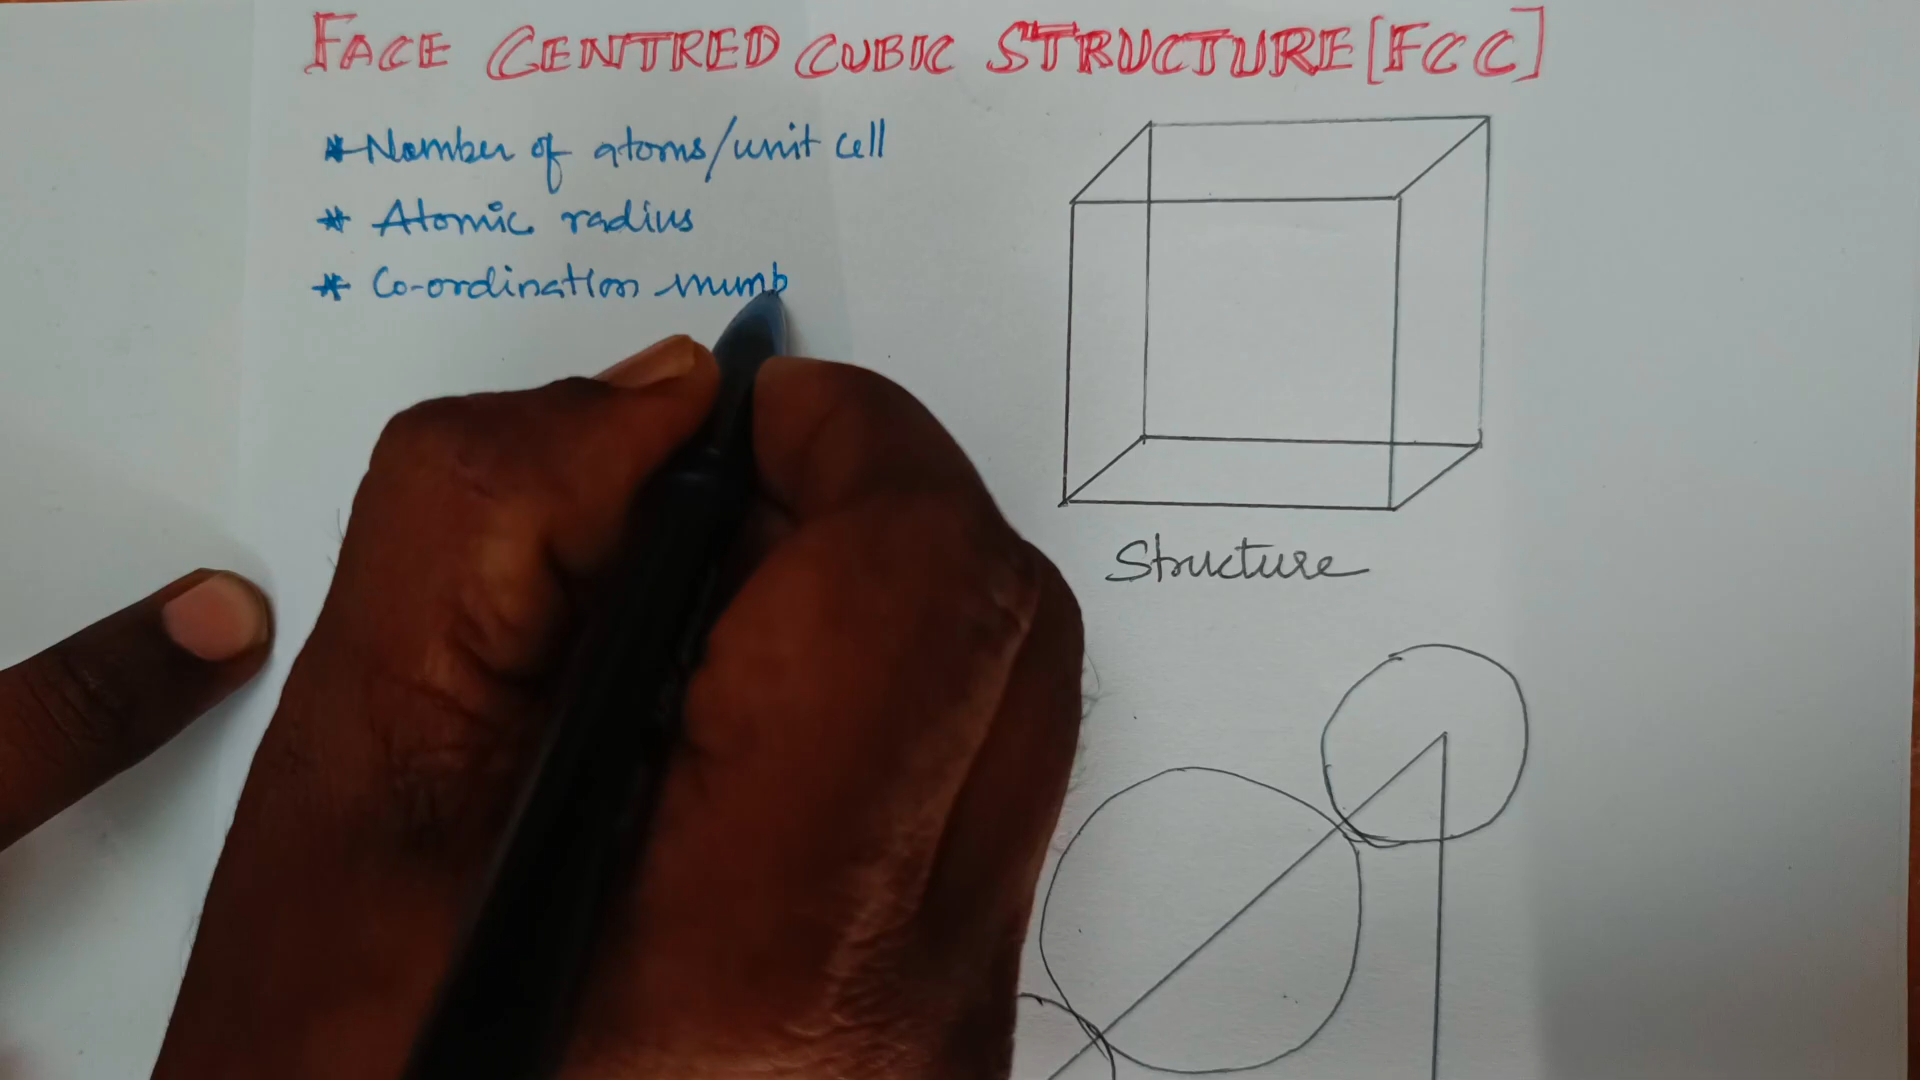 FACE CENTRED CUBIC STRUCTURE [FCC]
* Number of atoms/unit cell
* Atomic radius
* Co-ordination numb
Structure